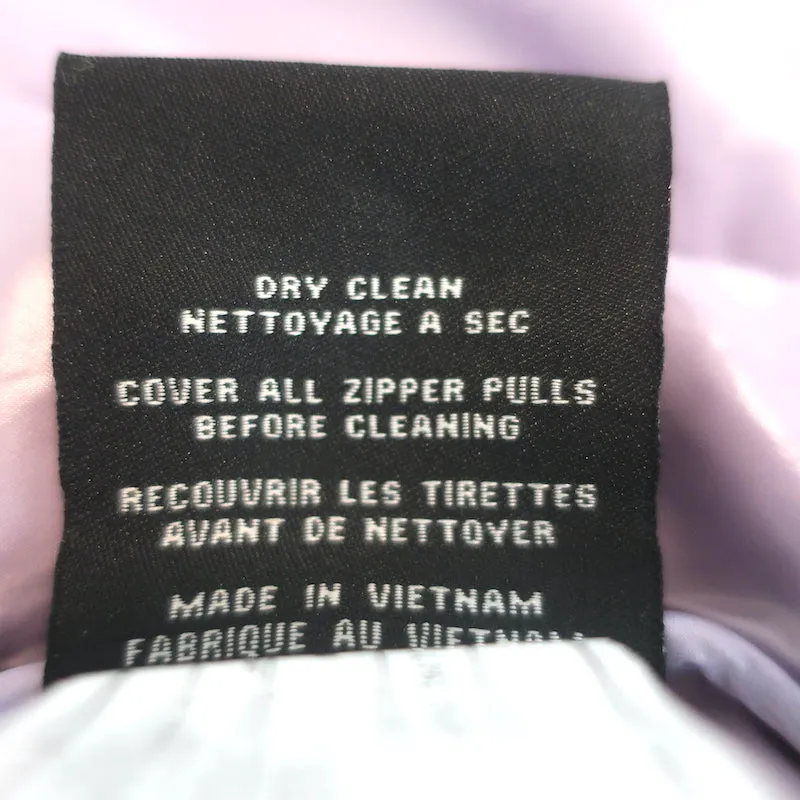 DRY CLEAN
NETTOYAGE A SEC
COVER ALL ZIPPER PULLS
BEFORE CLEANING
RECOUVRIR LES TIRETTES
AVANT DE NETTOYER
MADE IN VIETNAM
FABRIQUE AU VIETNAM